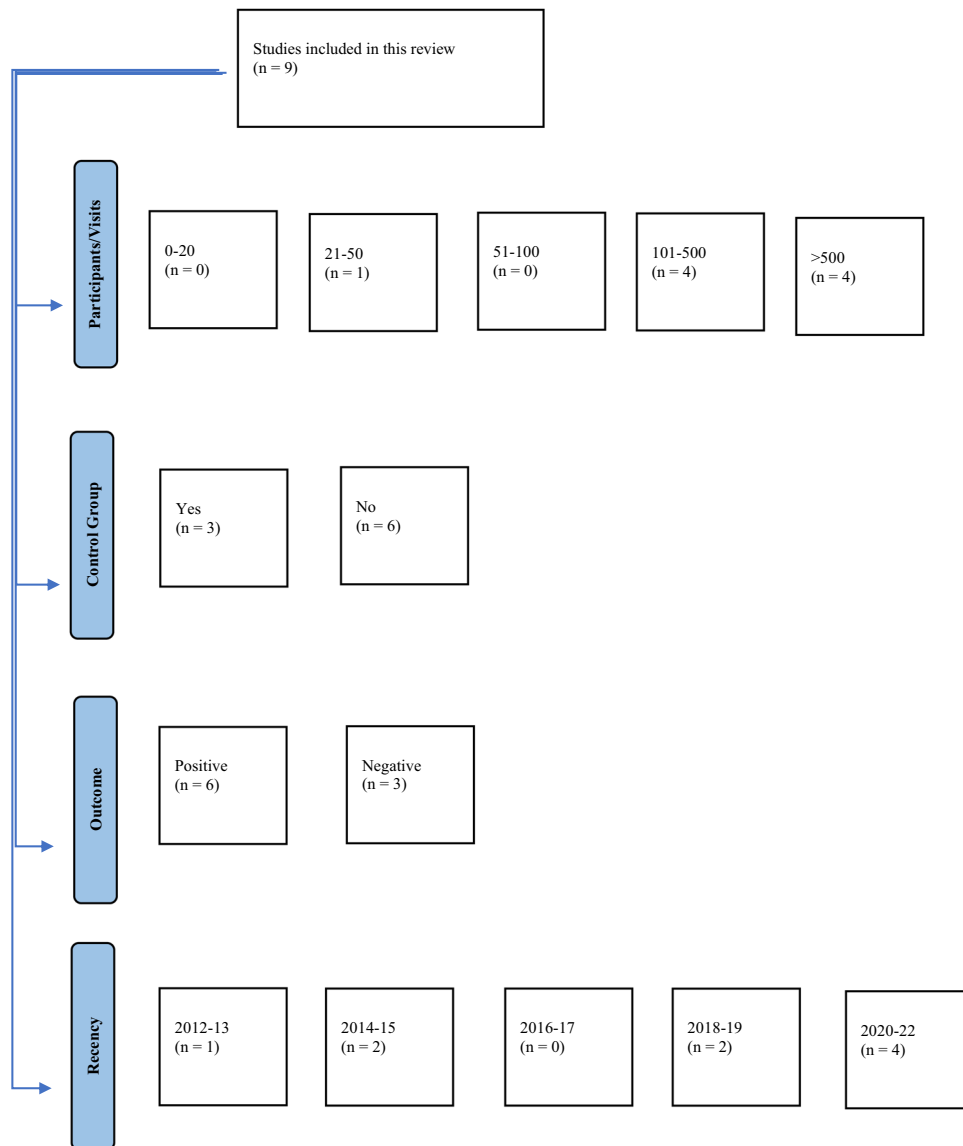 Studies included in this review
(n = 9)
Participants/Visits
0-20
(n = 0)
21-50
(n = 1)
51-100
(n = 0)
101-500
(n = 4)
>500
(n = 4)
Control Group
Yes
(n = 3)
No
(n = 6)
Outcome
Positive
(n = 6)
Negative
(n = 3)
Recency
2012-13
(n = 1)
2014-15
(n = 2)
2016-17
(n = 0)
2018-19
(n = 2)
2020-22
(n = 4)